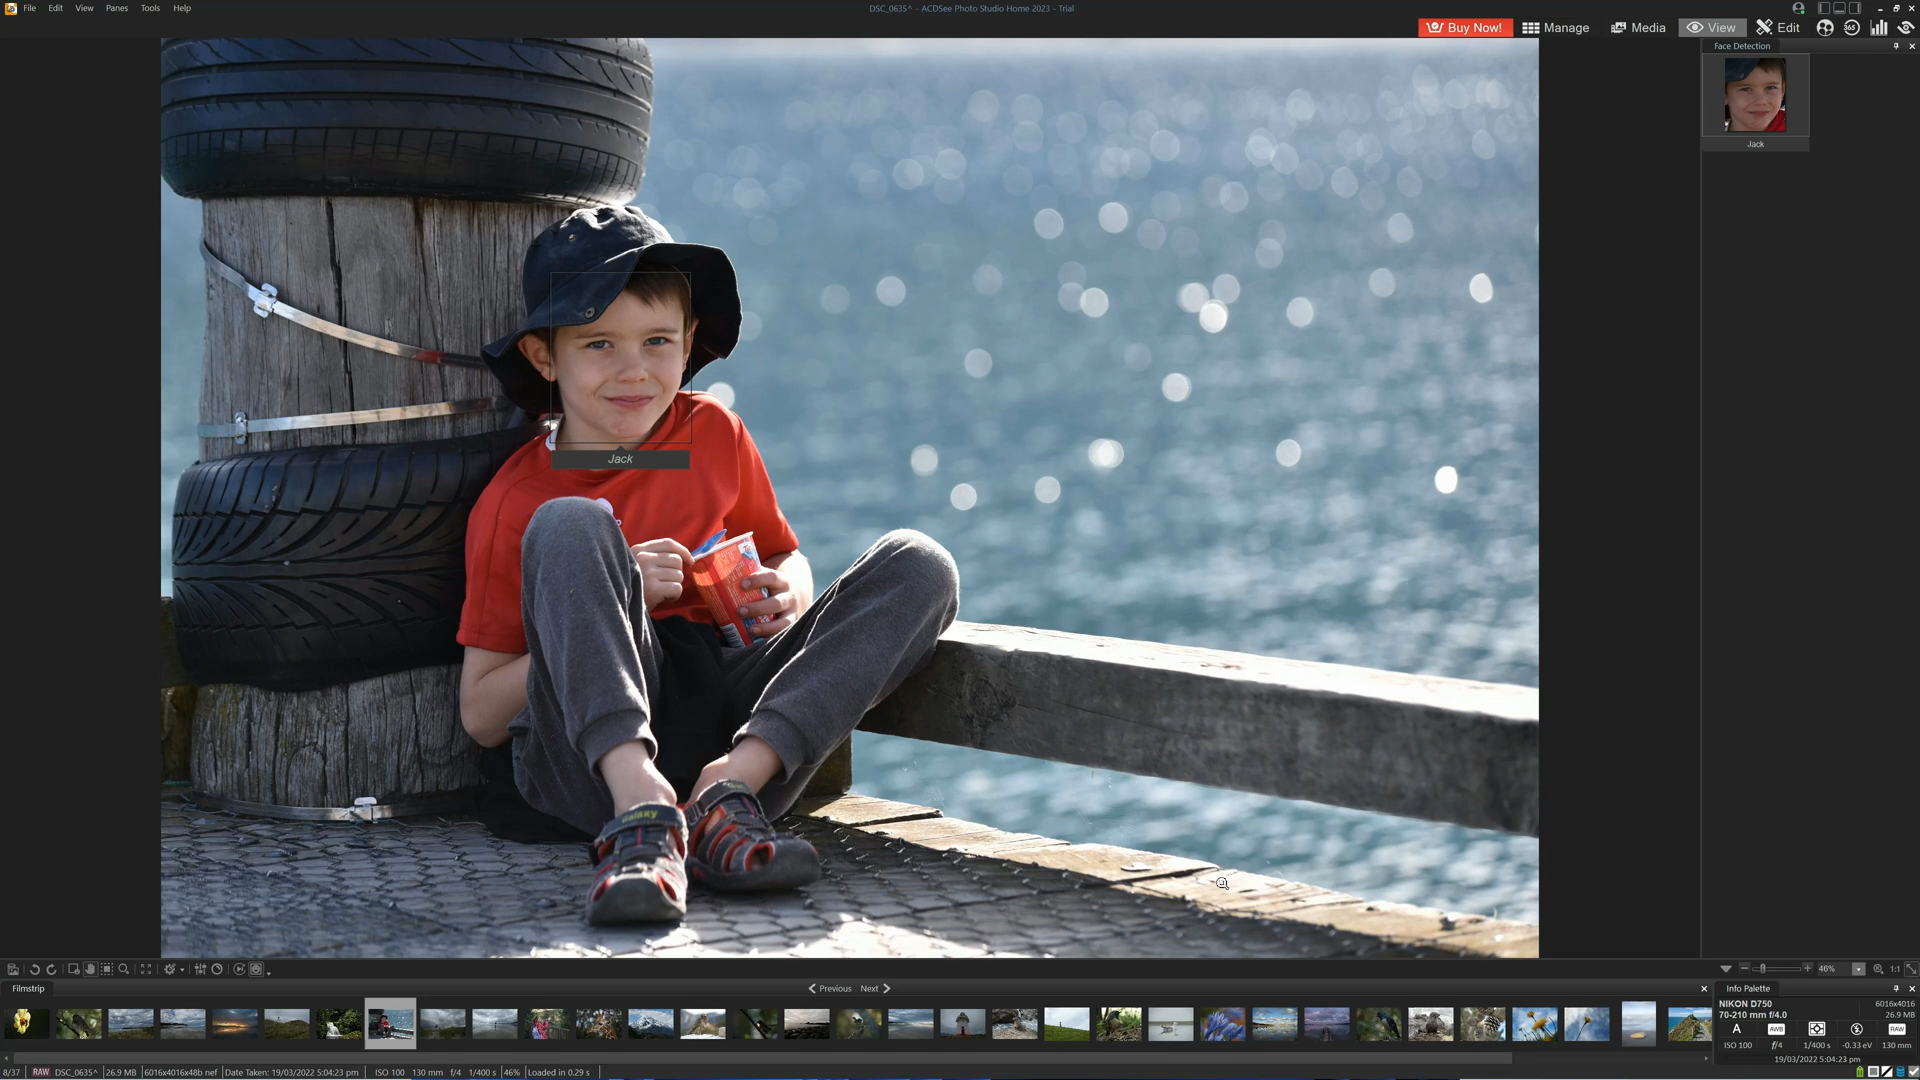 File Edit View Panes Tools Help
DSC_0635^ - ACDSee Photo Studio Home 2023 - Trial
Buy Now! Manage Media View Edit 365
Face Detection
Jack
Jack
Galaxy
46% 1:1
Filmstrip
Previous Next
Info Palette
NIKON D750 6016x4016
70-210 mm f/4.0 26.9 MB
A AWB RAW
ISO 100 f/4 1/400 s -0.33 eV 130 mm
19/03/2022 5:04:23 pm
8/37 RAW DSC_0635^ 26.9 MB 6016x4016x48b nef Date Taken: 19/03/2022 5:04:23 pm ISO 100 130 mm f/4 1/400 s 46% Loaded in 0.29 s